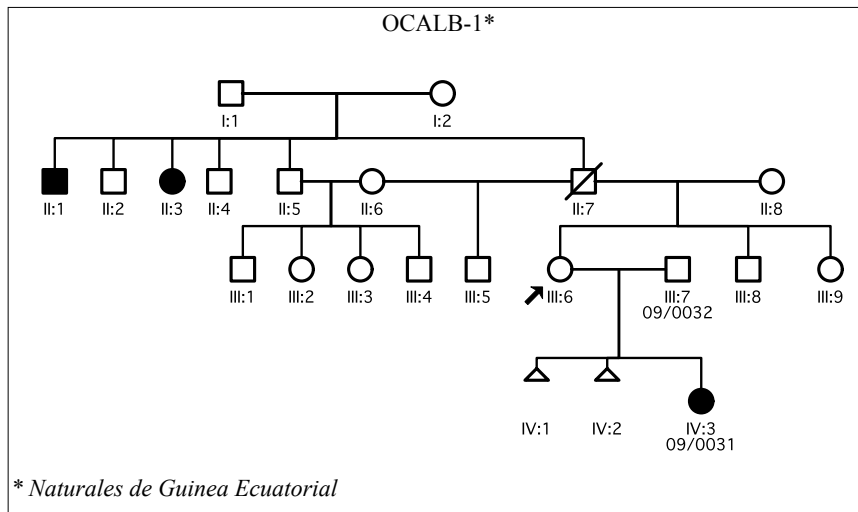 OCALB-1*
I:1 I:2
II:1 II:2 II:3 II:4 II:5 II:6 II:7 II:8
III:1 III:2 III:3 III:4 III:5 III:6 III:7 III:8 III:9
09/0032
IV:1 IV:2 IV:3
09/0031
* Naturales de Guinea Ecuatorial